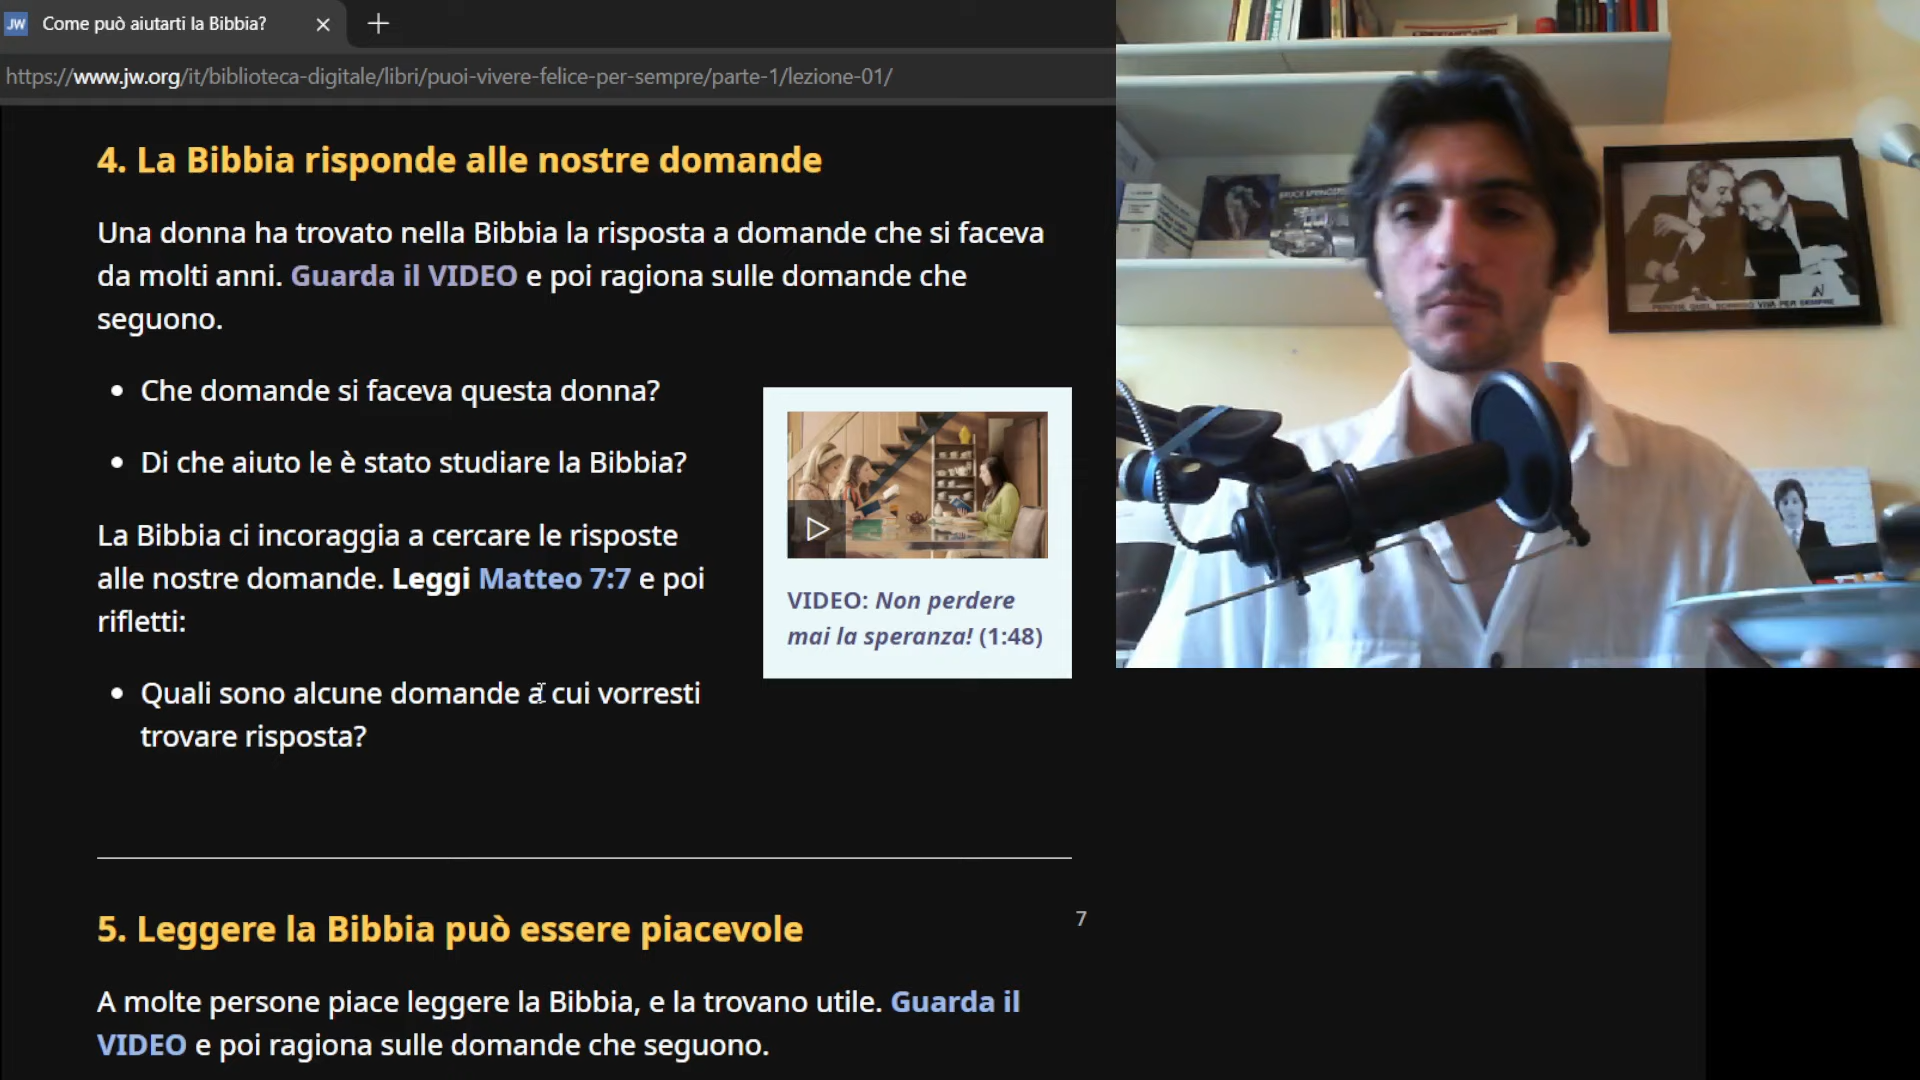 JW Come può aiutarti la Bibbia?
https://www.jw.org/it/biblioteca-digitale/libri/puoi-vivere-felice-per-sempre/parte-1/lezione-01/
4. La Bibbia risponde alle nostre domande
Una donna ha trovato nella Bibbia la risposta a domande che si faceva
da molti anni. Guarda il VIDEO e poi ragiona sulle domande che
seguono.
• Che domande si faceva questa donna?
• Di che aiuto le è stato studiare la Bibbia?
La Bibbia ci incoraggia a cercare le risposte
alle nostre domande. Leggi Matteo 7:7 e poi
rifletti:
• Quali sono alcune domande a cui vorresti
trovare risposta?
VIDEO: Non perdere
mai la speranza! (1:48)
5. Leggere la Bibbia può essere piacevole
7
A molte persone piace leggere la Bibbia, e la trovano utile. Guarda il
VIDEO e poi ragiona sulle domande che seguono.
BRUCE SPRINGSTEEN
VIVA PER SEMPRE